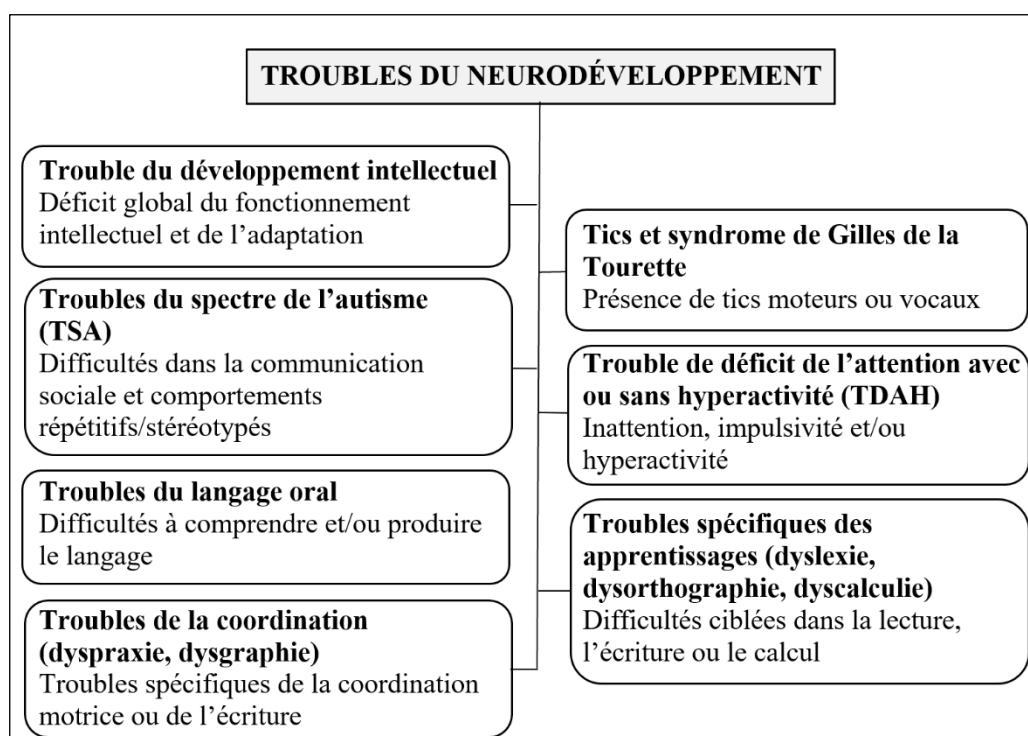 TROUBLES DU NEURODÉVELOPPEMENT
Trouble du développement intellectuel
Déficit global du fonctionnement
intellectuel et de l’adaptation
Troubles du spectre de l’autisme
(TSA)
Difficultés dans la communication
sociale et comportements
répétitifs/stéréotypés
Troubles du langage oral
Difficultés à comprendre et/ou produire
le langage
Troubles de la coordination
(dyspraxie, dysgraphie)
Troubles spécifiques de la coordination
motrice ou de l’écriture
Tics et syndrome de Gilles de la
Tourette
Présence de tics moteurs ou vocaux
Trouble de déficit de l’attention avec
ou sans hyperactivité (TDAH)
Inattention, impulsivité et/ou
hyperactivité
Troubles spécifiques des
apprentissages (dyslexie,
dysorthographie, dyscalculie)
Difficultés ciblées dans la lecture,
l’écriture ou le calcul